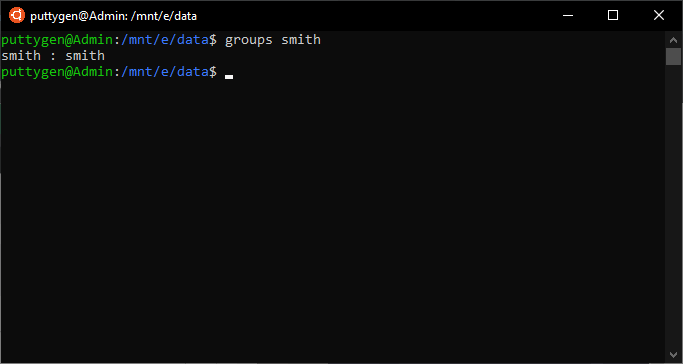 puttygen@Admin: /mnt/e/data
puttygen@Admin:/mnt/e/data$ groups smith
smith : smith
puttygen@Admin:/mnt/e/data$